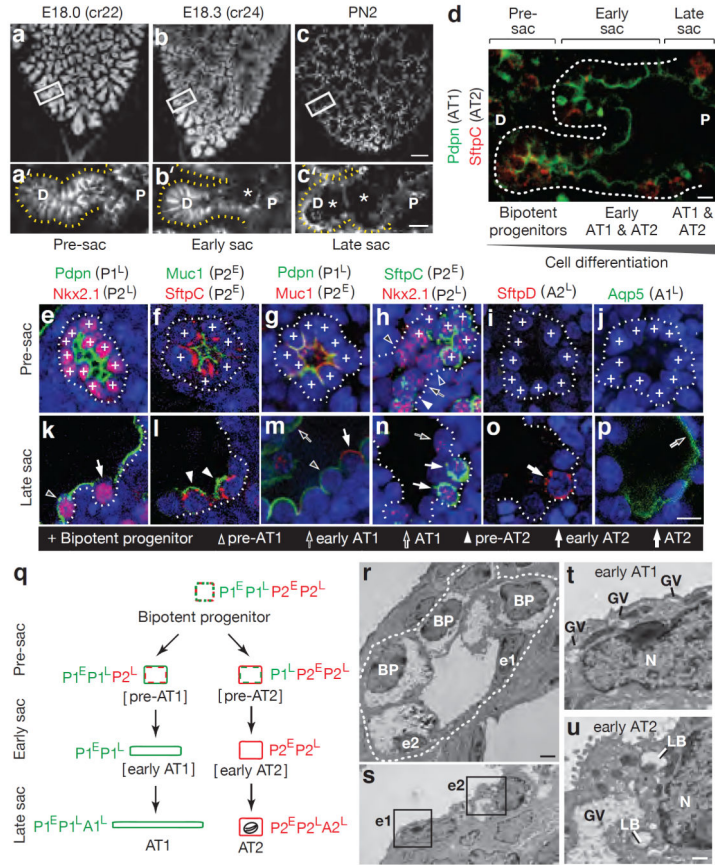 E18.0 (cr22) E18.3 (cr24) PN2
a b c
a′ D P b′ D * P c′ D * * P
Pre-sac Early sac Late sac
d Pre-sac Early sac Late sac
Pdpn (AT1)
SftpC (AT2)
D P
Bipotent progenitors Early AT1 & AT2 AT1 & AT2
Cell differentiation
Pdpn (P1ᴸ) Muc1 (P2ᴱ) Pdpn (P1ᴸ) SftpC (P2ᴱ)
Nkx2.1 (P2ᴸ) SftpC (P2ᴱ) Muc1 (P2ᴱ) Nkx2.1 (P2ᴸ) SftpD (A2ᴸ) Aqp5 (A1ᴸ)
Pre-sac
e f g h i j
Late sac
k l m n o p
+ Bipotent progenitor pre-AT1 early AT1 AT1 pre-AT2 early AT2 AT2
q
P1ᴱP1ᴸP2ᴱP2ᴸ
Bipotent progenitor
Pre-sac
P1ᴱP1ᴸP2ᴸ P1ᴸP2ᴱP2ᴸ
[pre-AT1] [pre-AT2]
Early sac
P1ᴱP1ᴸ P2ᴱP2ᴸ
[early AT1] [early AT2]
Late sac
P1ᴱP1ᴸA1ᴸ P2ᴱP2ᴸA2ᴸ
AT1 AT2
r
BP
BP
BP
e1
e2
s
e2
e1
t early AT1
GV
GV
GV
N
u early AT2
LB
N
GV
LB